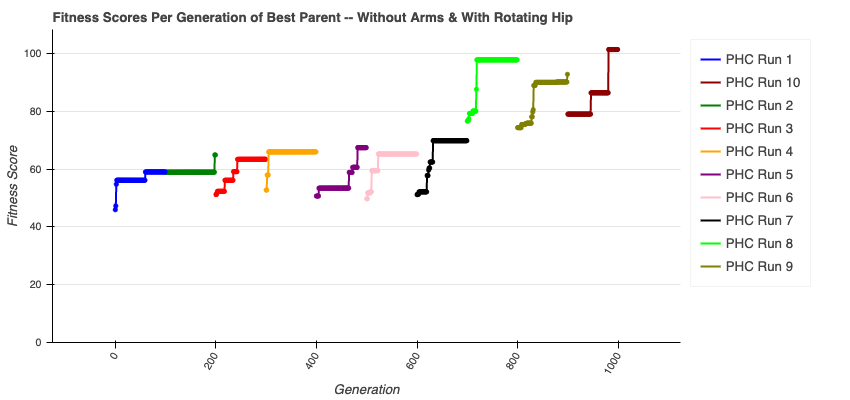 Fitness Scores Per Generation of Best Parent -- Without Arms & With Rotating Hip
100
80
60
40
20
0
Fitness Score
0
200
400
600
800
1000
Generation
PHC Run 1
PHC Run 10
PHC Run 2
PHC Run 3
PHC Run 4
PHC Run 5
PHC Run 6
PHC Run 7
PHC Run 8
PHC Run 9